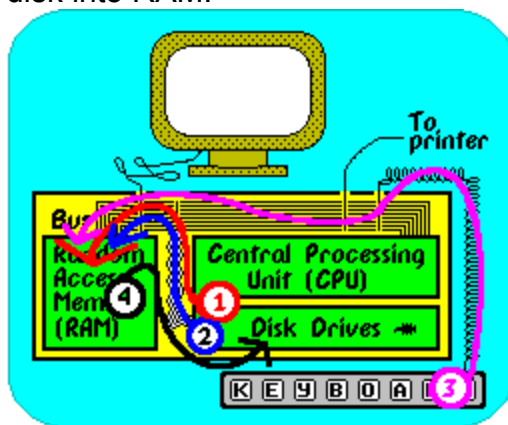 disk into RAM.
To
printer
Bus
Random
Access
Memory
(RAM)
4
Central Processing
Unit (CPU)
1
2
Disk Drives
KEYBOA
3